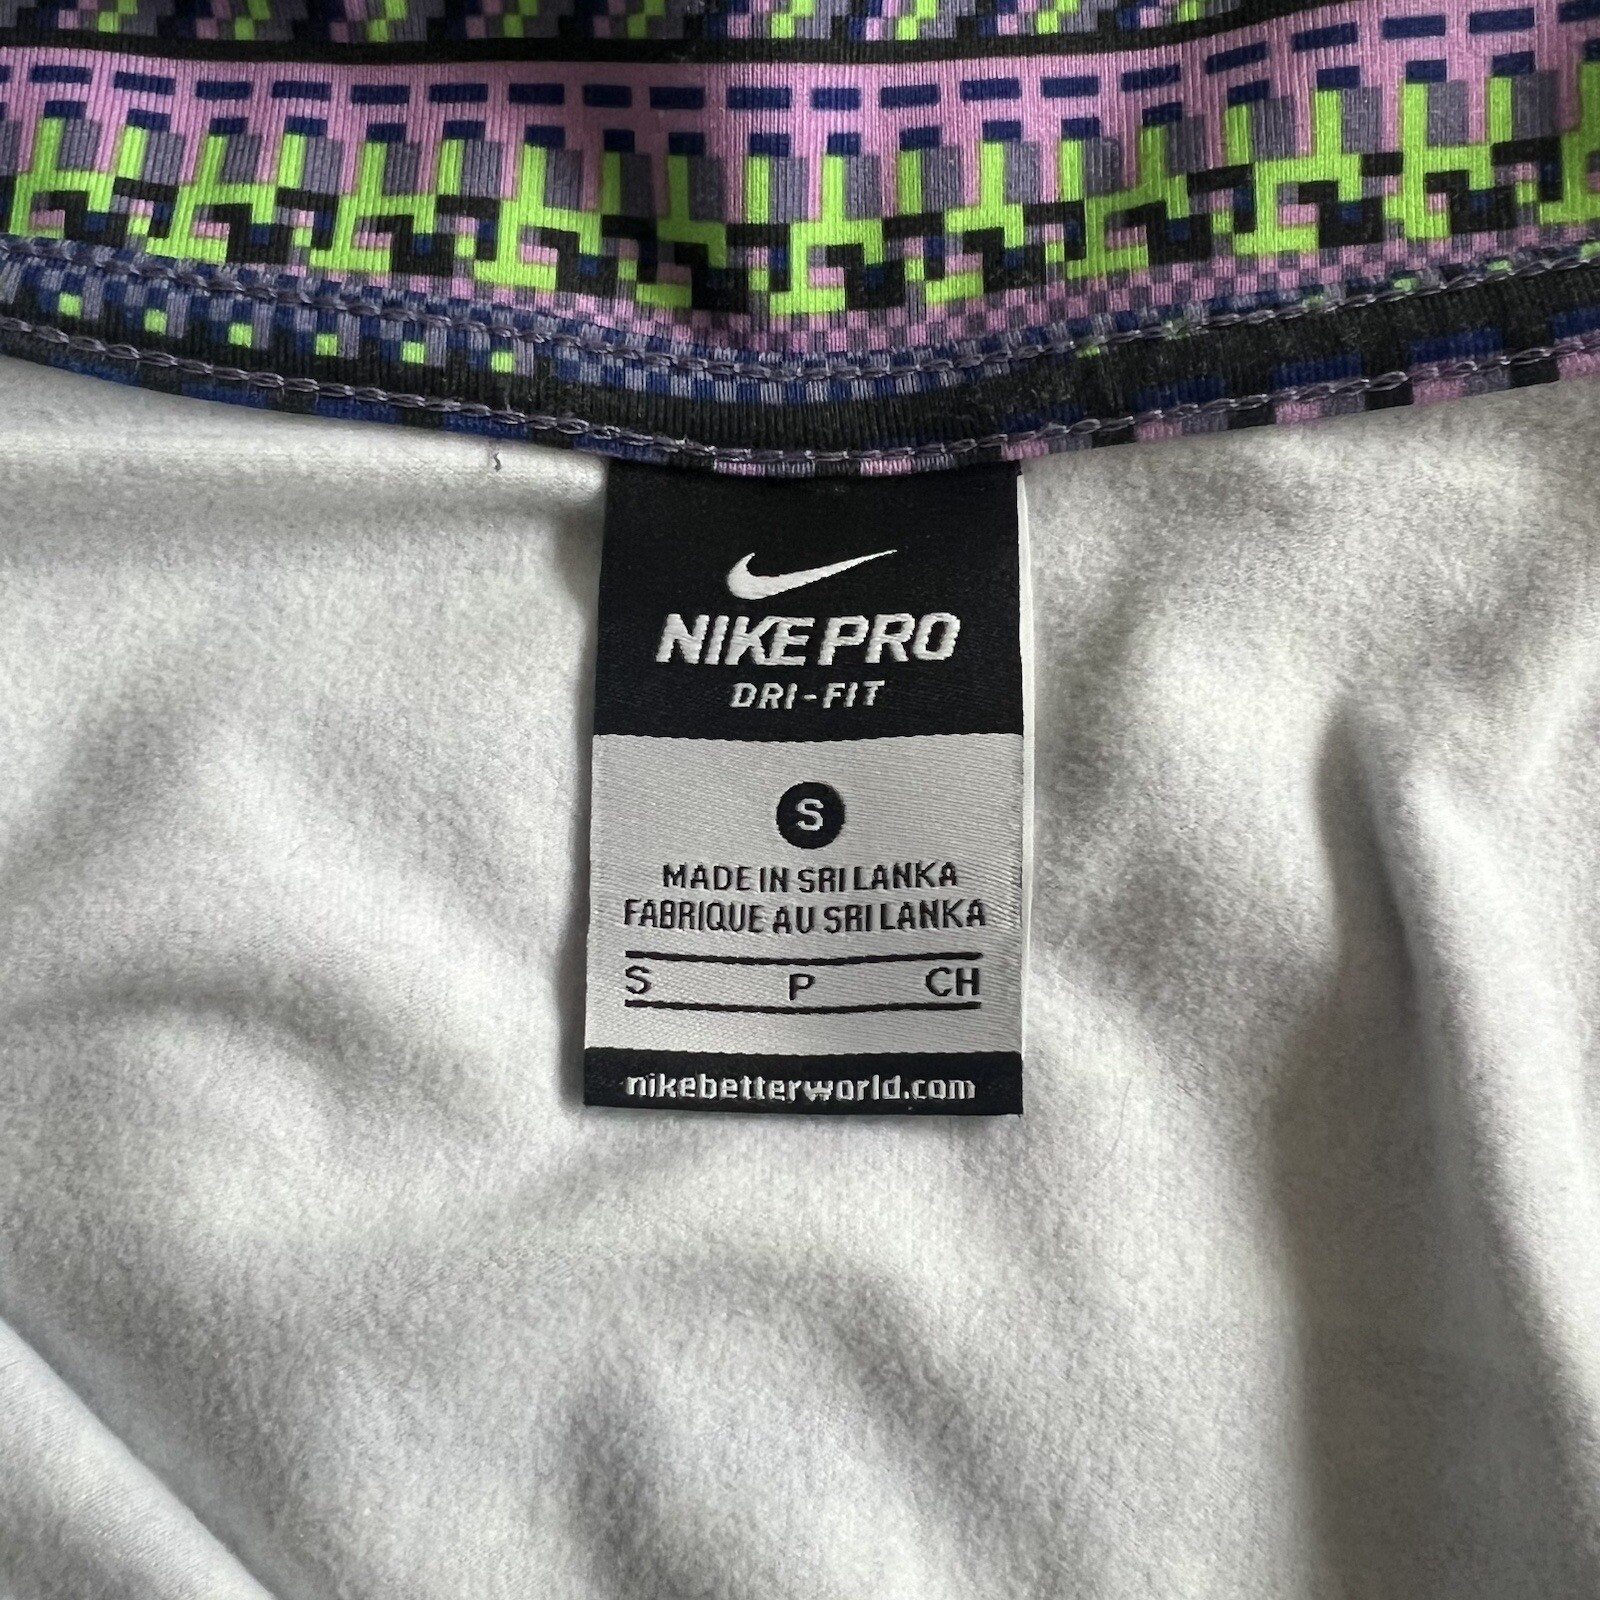 NIKE PRO
DRI-FIT
S
MADE IN SRI LANKA
FABRIQUE AU SRI LANKA
S P CH
nikebetterworld.com